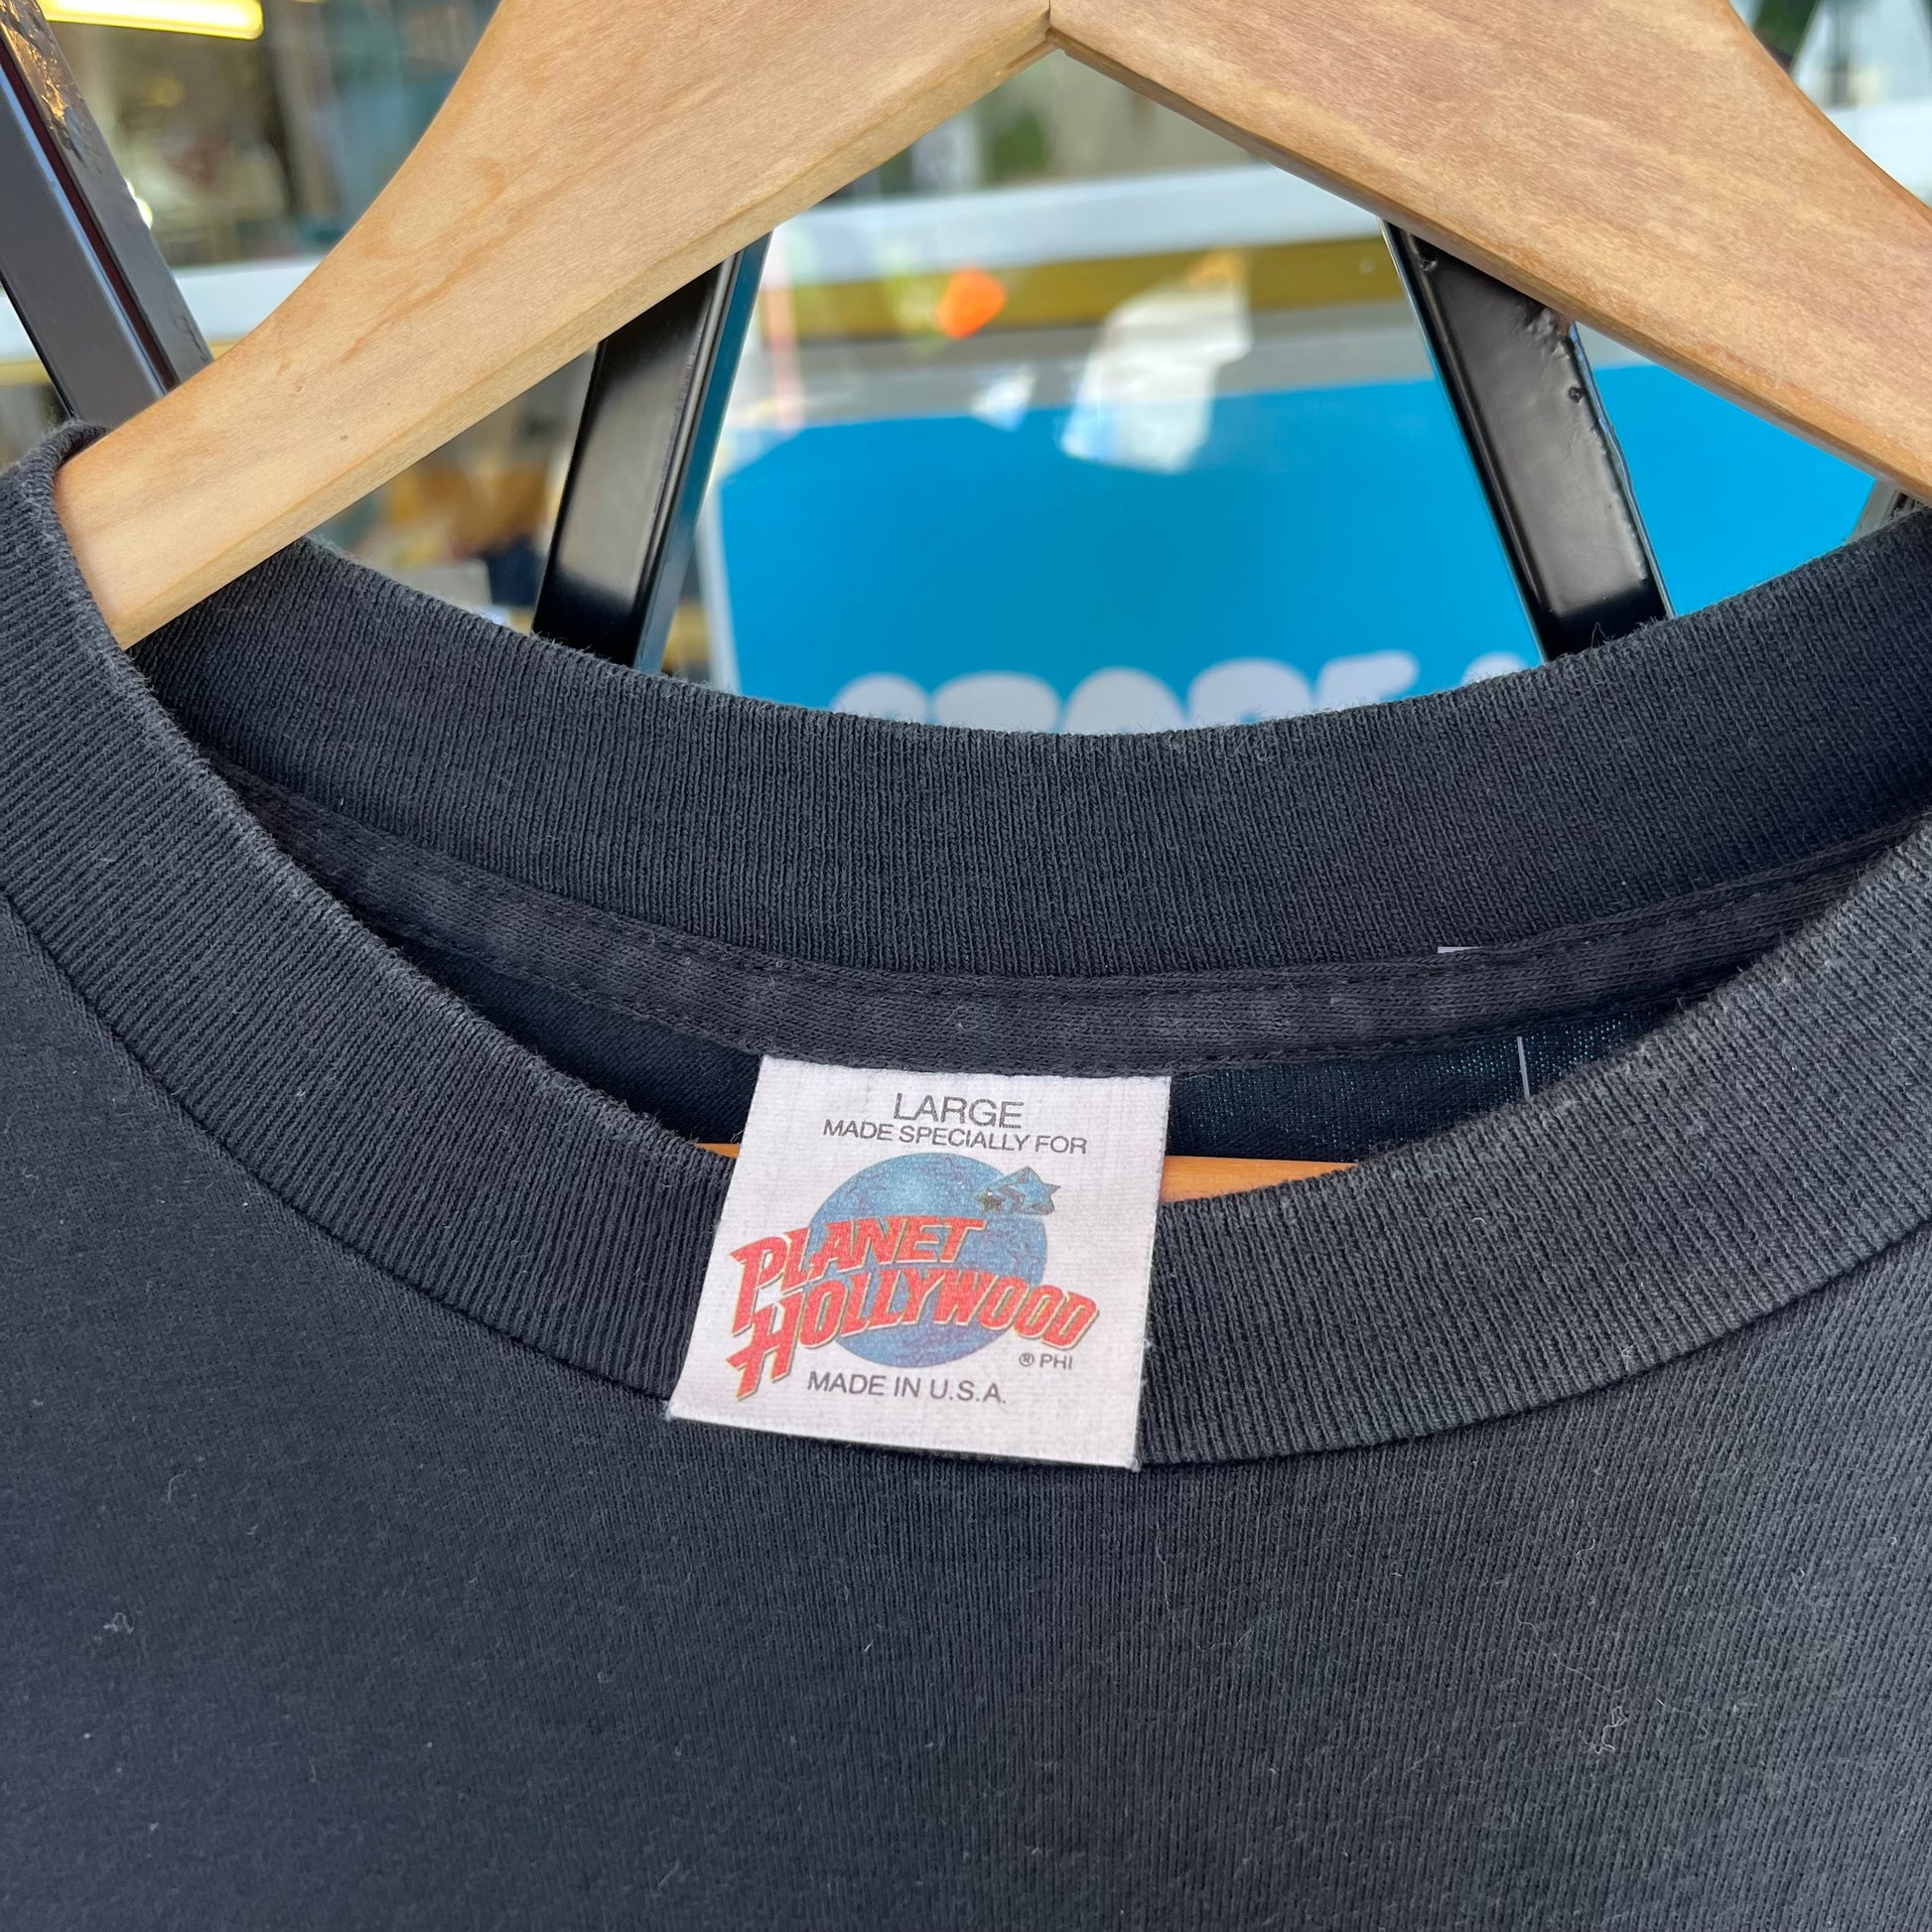 LARGE
MADE SPECIALLY FOR
PLANET
HOLLYWOOD
® PHI
MADE IN U.S.A.